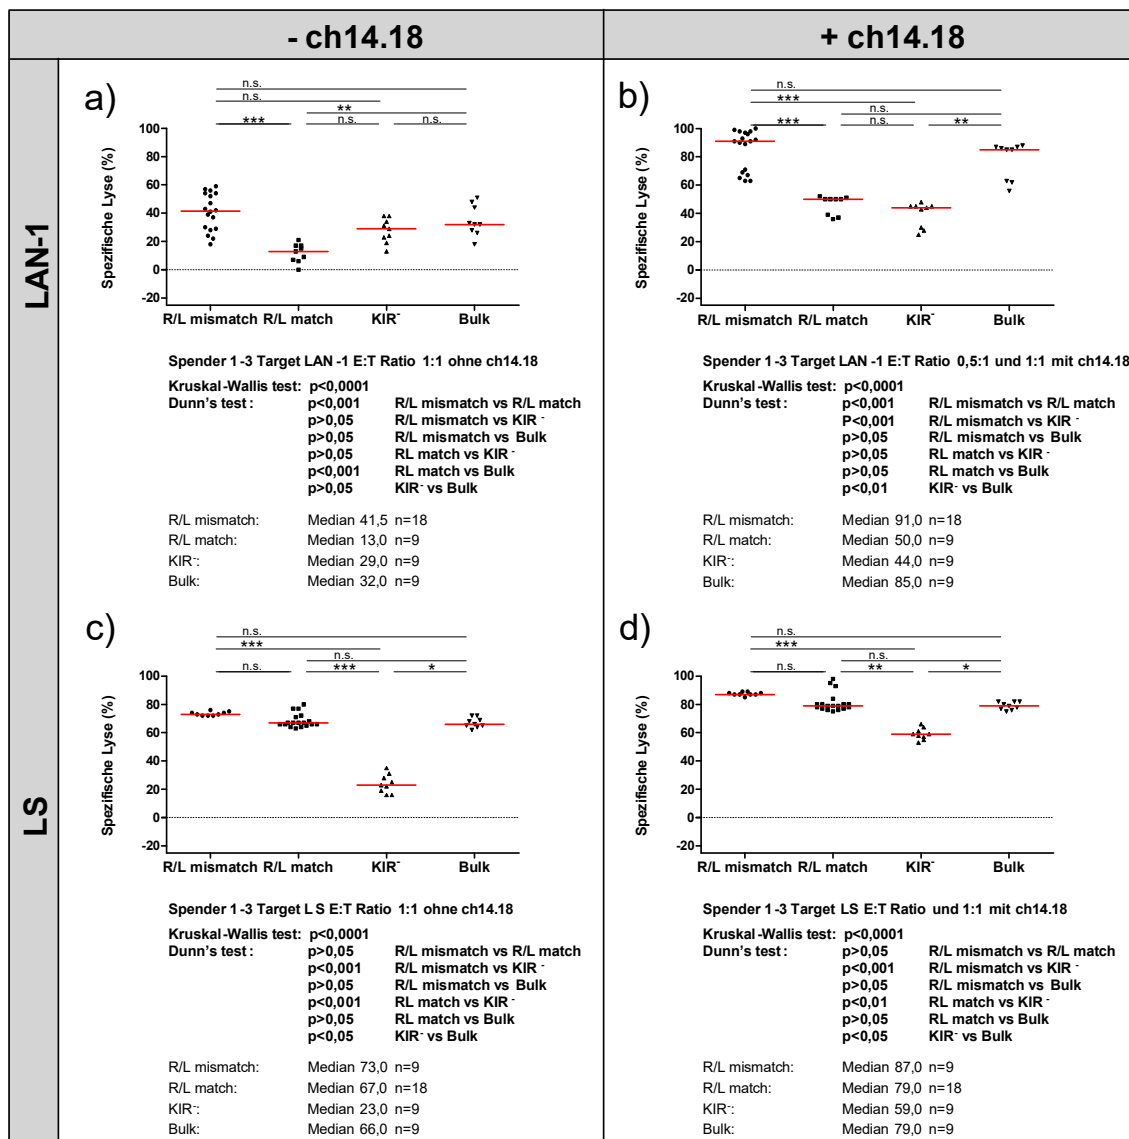 - ch14.18
+ ch14.18
LAN-1
a)
n.s.
n.s.
**
*** n.s. n.s.
Spezifische Lyse (%)
100
80
60
40
20
0
-20
R/L mismatch R/L match KIR⁻ Bulk
Spender 1-3 Target LAN-1 E:T Ratio 1:1 ohne ch14.18
Kruskal-Wallis test: p<0,0001
Dunn's test: p<0,001 R/L mismatch vs R/L match
p>0,05 R/L mismatch vs KIR⁻
p>0,05 R/L mismatch vs Bulk
p>0,05 RL match vs KIR⁻
p<0,001 RL match vs Bulk
p>0,05 KIR⁻ vs Bulk
R/L mismatch: Median 41,5 n=18
R/L match: Median 13,0 n=9
KIR⁻: Median 29,0 n=9
Bulk: Median 32,0 n=9
b)
n.s.
***
n.s.
*** n.s. **
Spezifische Lyse (%)
100
80
60
40
20
0
-20
R/L mismatch R/L match KIR⁻ Bulk
Spender 1-3 Target LAN-1 E:T Ratio 0,5:1 und 1:1 mit ch14.18
Kruskal-Wallis test: p<0,0001
Dunn's test: p<0,001 R/L mismatch vs R/L match
P<0,001 R/L mismatch vs KIR⁻
p>0,05 R/L mismatch vs Bulk
p>0,05 RL match vs KIR⁻
p>0,05 RL match vs Bulk
p<0,01 KIR⁻ vs Bulk
R/L mismatch: Median 91,0 n=18
R/L match: Median 50,0 n=9
KIR⁻: Median 44,0 n=9
Bulk: Median 85,0 n=9
LS
c)
n.s.
***
n.s.
n.s. *** *
Spezifische Lyse (%)
100
80
60
40
20
0
-20
R/L mismatch R/L match KIR⁻ Bulk
Spender 1-3 Target LS E:T Ratio 1:1 ohne ch14.18
Kruskal-Wallis test: p<0,0001
Dunn's test: p>0,05 R/L mismatch vs R/L match
p<0,001 R/L mismatch vs KIR⁻
p>0,05 R/L mismatch vs Bulk
p<0,001 RL match vs KIR⁻
p>0,05 RL match vs Bulk
p<0,05 KIR⁻ vs Bulk
R/L mismatch: Median 73,0 n=9
R/L match: Median 67,0 n=18
KIR⁻: Median 23,0 n=9
Bulk: Median 66,0 n=9
d)
n.s.
***
n.s.
n.s. ** *
Spezifische Lyse (%)
100
80
60
40
20
0
-20
R/L mismatch R/L match KIR⁻ Bulk
Spender 1-3 Target LS E:T Ratio und 1:1 mit ch14.18
Kruskal-Wallis test: p<0,0001
Dunn's test: p>0,05 R/L mismatch vs R/L match
p<0,001 R/L mismatch vs KIR⁻
p>0,05 R/L mismatch vs Bulk
p<0,01 RL match vs KIR⁻
p>0,05 RL match vs Bulk
p<0,05 KIR⁻ vs Bulk
R/L mismatch: Median 87,0 n=9
R/L match: Median 79,0 n=18
KIR⁻: Median 59,0 n=9
Bulk: Median 79,0 n=9